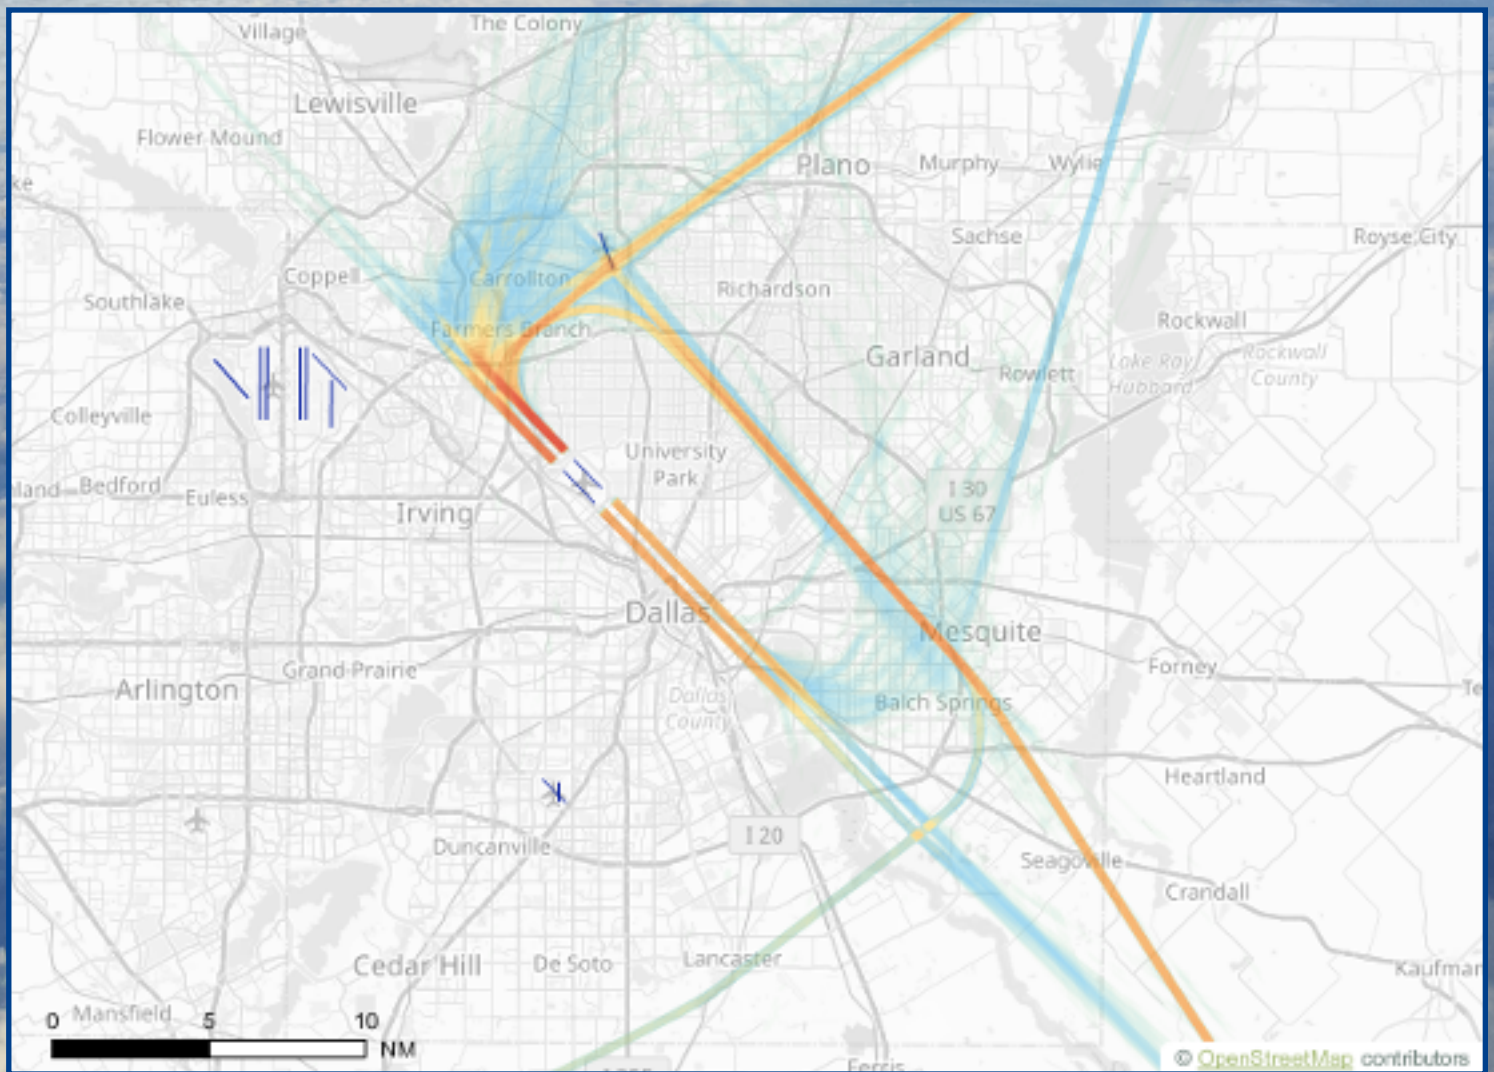 The Colony
Village
Lewisville
Flower Mound
Plano
Murphy
Wylie
ke
Sachse
Royse City
Coppell
Carrollton
Richardson
Southlake
Rockwall
Farmers Branch
Garland
Lake Ray
Hubbard
Rockwall
County
Rowlett
Colleyville
University
Park
land
Bedford
Euless
Irving
I 30
US 67
Dallas
Mesquite
Grand Prairie
Forney
Arlington
Te
Dallas
County
Balch Springs
Heartland
I 20
Duncanville
Seagoville
Crandall
Cedar Hill
De Soto
Lancaster
Kaufman
Mansfield
0 5 10
NM
Ferris
© OpenStreetMap contributors